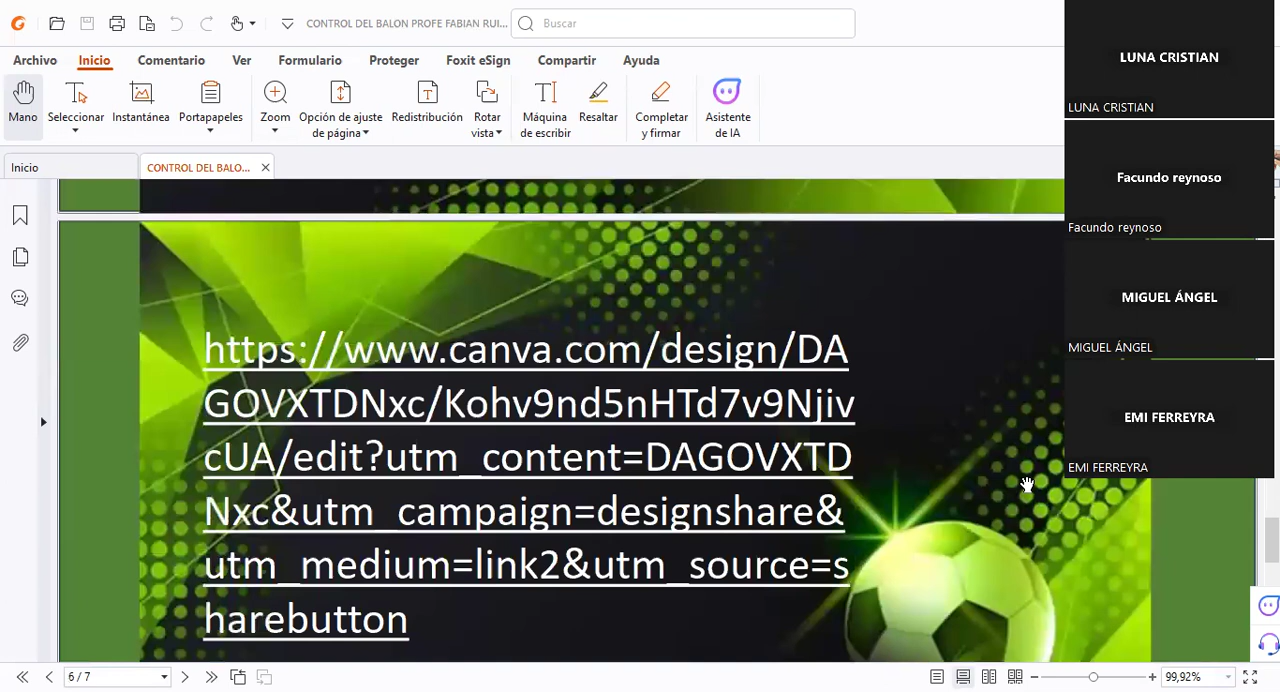 CONTROL DEL BALON PROFE FABIAN RUI...
Buscar
Archivo Inicio Comentario Ver Formulario Proteger Foxit eSign Compartir Ayuda
Mano Seleccionar Instantánea Portapapeles Zoom Opción de ajuste de página Redistribución Rotar vista Máquina de escribir Resaltar Completar y firmar Asistente de IA
Inicio CONTROL DEL BALO...
https://www.canva.com/design/DA
GOVXTDNxc/Kohv9nd5nHTd7v9Njiv
cUA/edit?utm_content=DAGOVXTD
Nxc&utm_campaign=designshare&
utm_medium=link2&utm_source=s
harebutton
LUNA CRISTIAN
LUNA CRISTIAN
Facundo reynoso
Facundo reynoso
MIGUEL ÁNGEL
MIGUEL ÁNGEL
EMI FERREYRA
EMI FERREYRA
6 / 7
99,92%